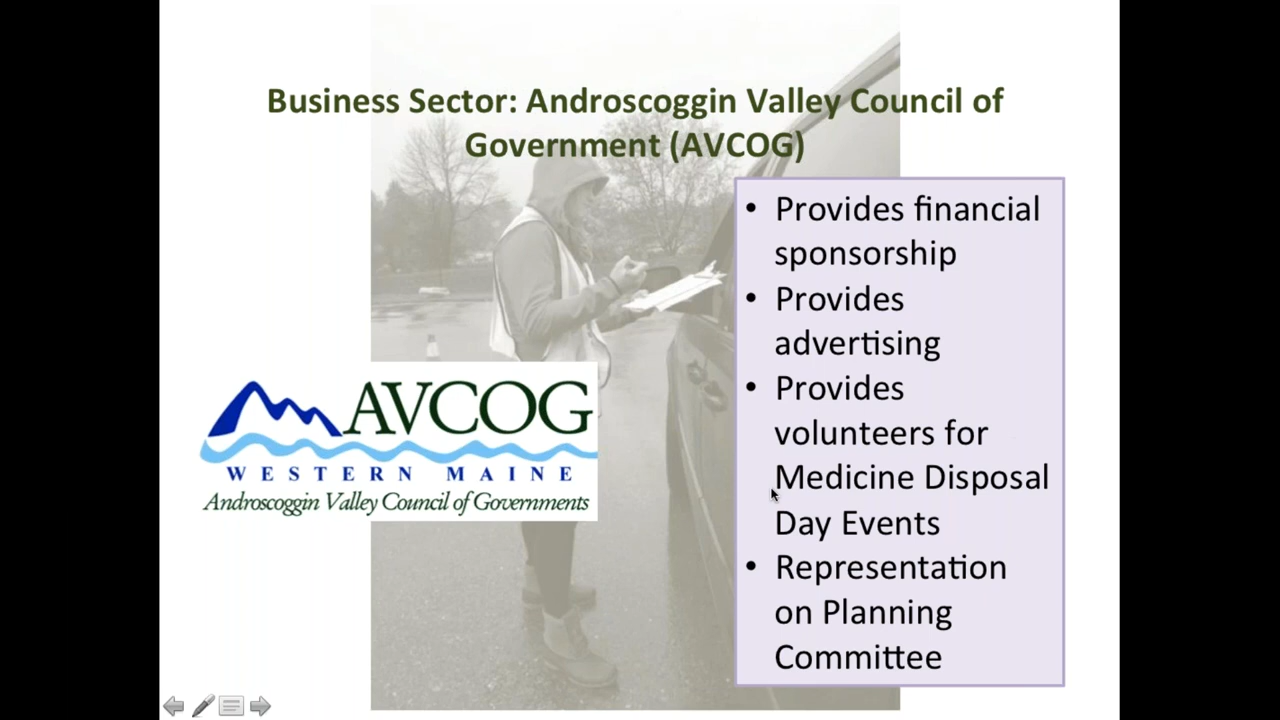 Business Sector: Androscoggin Valley Council of
Government (AVCOG)
• Provides financial
sponsorship
• Provides
advertising
• Provides
volunteers for
Medicine Disposal
Day Events
• Representation
on Planning
Committee
AVCOG
WESTERN MAINE
Androscoggin Valley Council of Governments